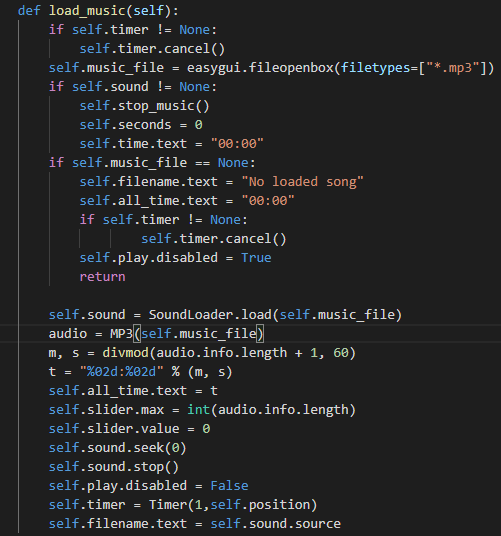 def load_music(self):
    if self.timer != None:
        self.timer.cancel()
    self.music_file = easygui.fileopenbox(filetypes=["*.mp3"])
    if self.sound != None:
        self.stop_music()
        self.seconds = 0
        self.time.text = "00:00"
    if self.music_file == None:
        self.filename.text = "No loaded song"
        self.all_time.text = "00:00"
        if self.timer != None:
                self.timer.cancel()
        self.play.disabled = True
        return

    self.sound = SoundLoader.load(self.music_file)
    audio = MP3(self.music_file)
    m, s = divmod(audio.info.length + 1, 60)
    t = "%02d:%02d" % (m, s)
    self.all_time.text = t
    self.slider.max = int(audio.info.length)
    self.slider.value = 0
    self.sound.seek(0)
    self.sound.stop()
    self.play.disabled = False
    self.timer = Timer(1,self.position)
    self.filename.text = self.sound.source